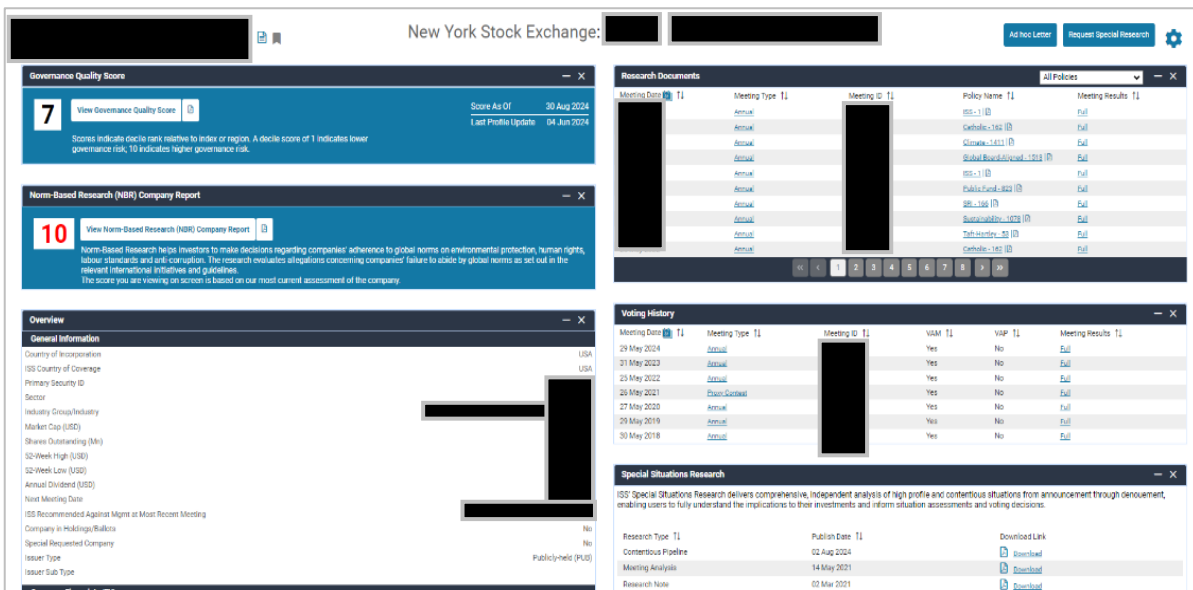 New York Stock Exchange:
Ad hoc Letter
Request Special Research
Governance Quality Score
7
View Governance Quality Score
Score As Of 30 Aug 2024
Last Profile Update 04 Jun 2024
Scores indicate decile rank relative to index or region. A decile score of 1 indicates lower
governance risk; 10 indicates higher governance risk.
Norm-Based Research (NBR) Company Report
10
View Norm-Based Research (NBR) Company Report
Norm-Based Research helps investors to make decisions regarding companies' adherence to global norms on environmental protection, human rights,
labour standards and anti-corruption. The research evaluates allegations concerning companies' failure to abide by global norms as set out in the
relevant international initiatives and guidelines.
The score you are viewing on screen is based on our most current assessment of the company.
Overview
General Information
Country of Incorporation USA
ISS Country of Coverage USA
Primary Security ID
Sector
Industry Group/Industry
Market Cap (USD)
Shares Outstanding (Mn)
52-Week High (USD)
52-Week Low (USD)
Annual Dividend (USD)
Next Meeting Date
ISS Recommended Against Mgmt at Most Recent Meeting
Company in Holdings/Ballots No
Special Requested Company No
Issuer Type Publicly-held (PUB)
Issuer Sub Type
Research Documents
All Policies
Meeting Date Meeting Type Meeting ID Policy Name Meeting Results
Annual ISS - 1 Full
Annual Catholic - 162 Full
Annual Climate - 1411 Full
Annual Global Board-Aligned - 1518 Full
Annual ISS - 1 Full
Annual Public Fund - 823 Full
Annual SRI - 166 Full
Annual Sustainability - 1078 Full
Annual Taft-Hartley - 53 Full
Annual Catholic - 162 Full
1 2 3 4 5 6 7 8
Voting History
Meeting Date Meeting Type Meeting ID VAM VAP Meeting Results
29 May 2024 Annual Yes No Full
31 May 2023 Annual Yes No Full
25 May 2022 Annual Yes No Full
26 May 2021 Proxy Contest Yes No Full
27 May 2020 Annual Yes No Full
29 May 2019 Annual Yes No Full
30 May 2018 Annual Yes No Full
Special Situations Research
ISS' Special Situations Research delivers comprehensive, independent analysis of high profile and contentious situations from announcement through denouement,
enabling users to fully understand the implications to their investments and inform situation assessments and voting decisions.
Research Type Publish Date Download Link
Contentious Pipeline 02 Aug 2024 Download
Meeting Analysis 14 May 2021 Download
Research Note 02 Mar 2021 Download